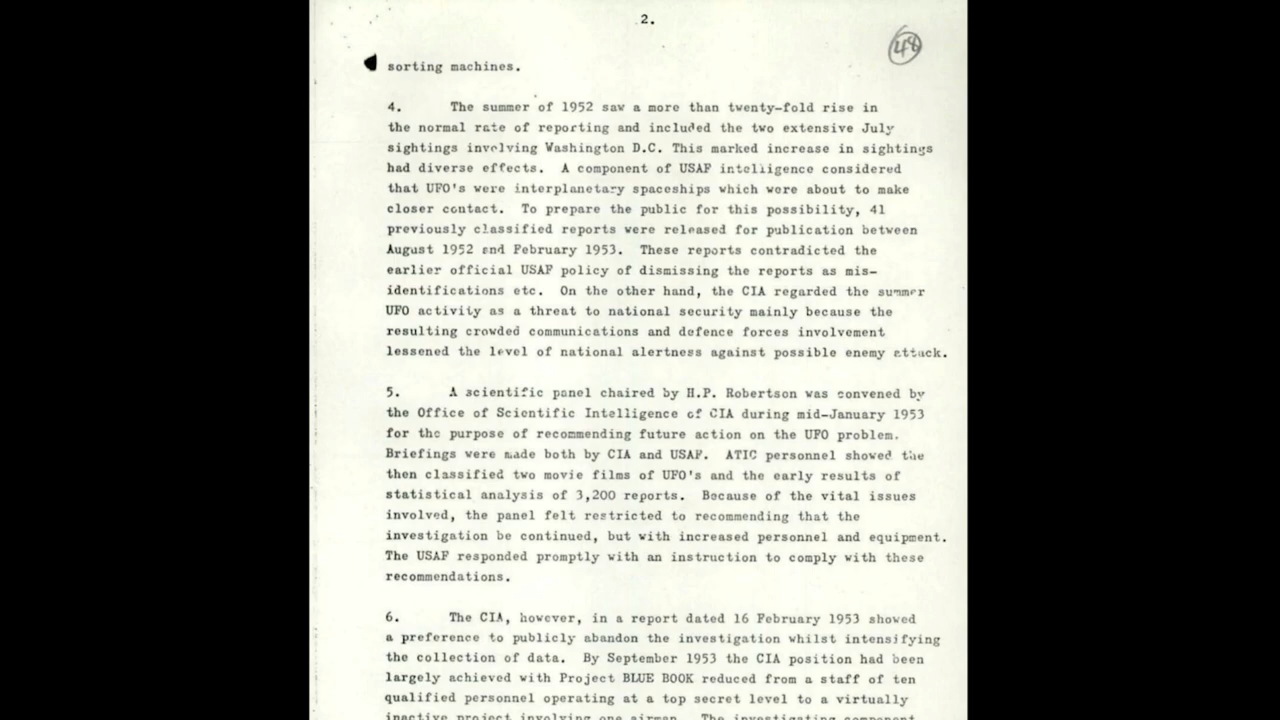 2.
48
sorting machines.
4. The summer of 1952 saw a more than twenty-fold rise in
the normal rate of reporting and included the two extensive July
sightings involving Washington D.C. This marked increase in sightings
had diverse effects. A component of USAF intelligence considered
that UFO's were interplanetary spaceships which were about to make
closer contact. To prepare the public for this possibility, 41
previously classified reports were released for publication between
August 1952 and February 1953. These reports contradicted the
earlier official USAF policy of dismissing the reports as mis-
identifications etc. On the other hand, the CIA regarded the summer
UFO activity as a threat to national security mainly because the
resulting crowded communications and defence forces involvement
lessened the level of national alertness against possible enemy attack.
5. A scientific panel chaired by H.P. Robertson was convened by
the Office of Scientific Intelligence of CIA during mid-January 1953
for the purpose of recommending future action on the UFO problem.
Briefings were made both by CIA and USAF. ATIC personnel showed the
then classified two movie films of UFO's and the early results of
statistical analysis of 3,200 reports. Because of the vital issues
involved, the panel felt restricted to recommending that the
investigation be continued, but with increased personnel and equipment.
The USAF responded promptly with an instruction to comply with these
recommendations.
6. The CIA, however, in a report dated 16 February 1953 showed
a preference to publicly abandon the investigation whilst intensifying
the collection of data. By September 1953 the CIA position had been
largely achieved with Project BLUE BOOK reduced from a staff of ten
qualified personnel operating at a top secret level to a virtually
inactive project involving one airman. The investigating component